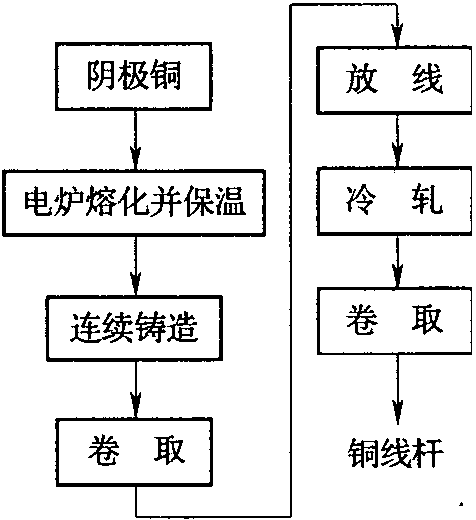 阴极铜
电炉熔化并保温
连续铸造
卷 取
放 线
冷 轧
卷 取
铜线杆